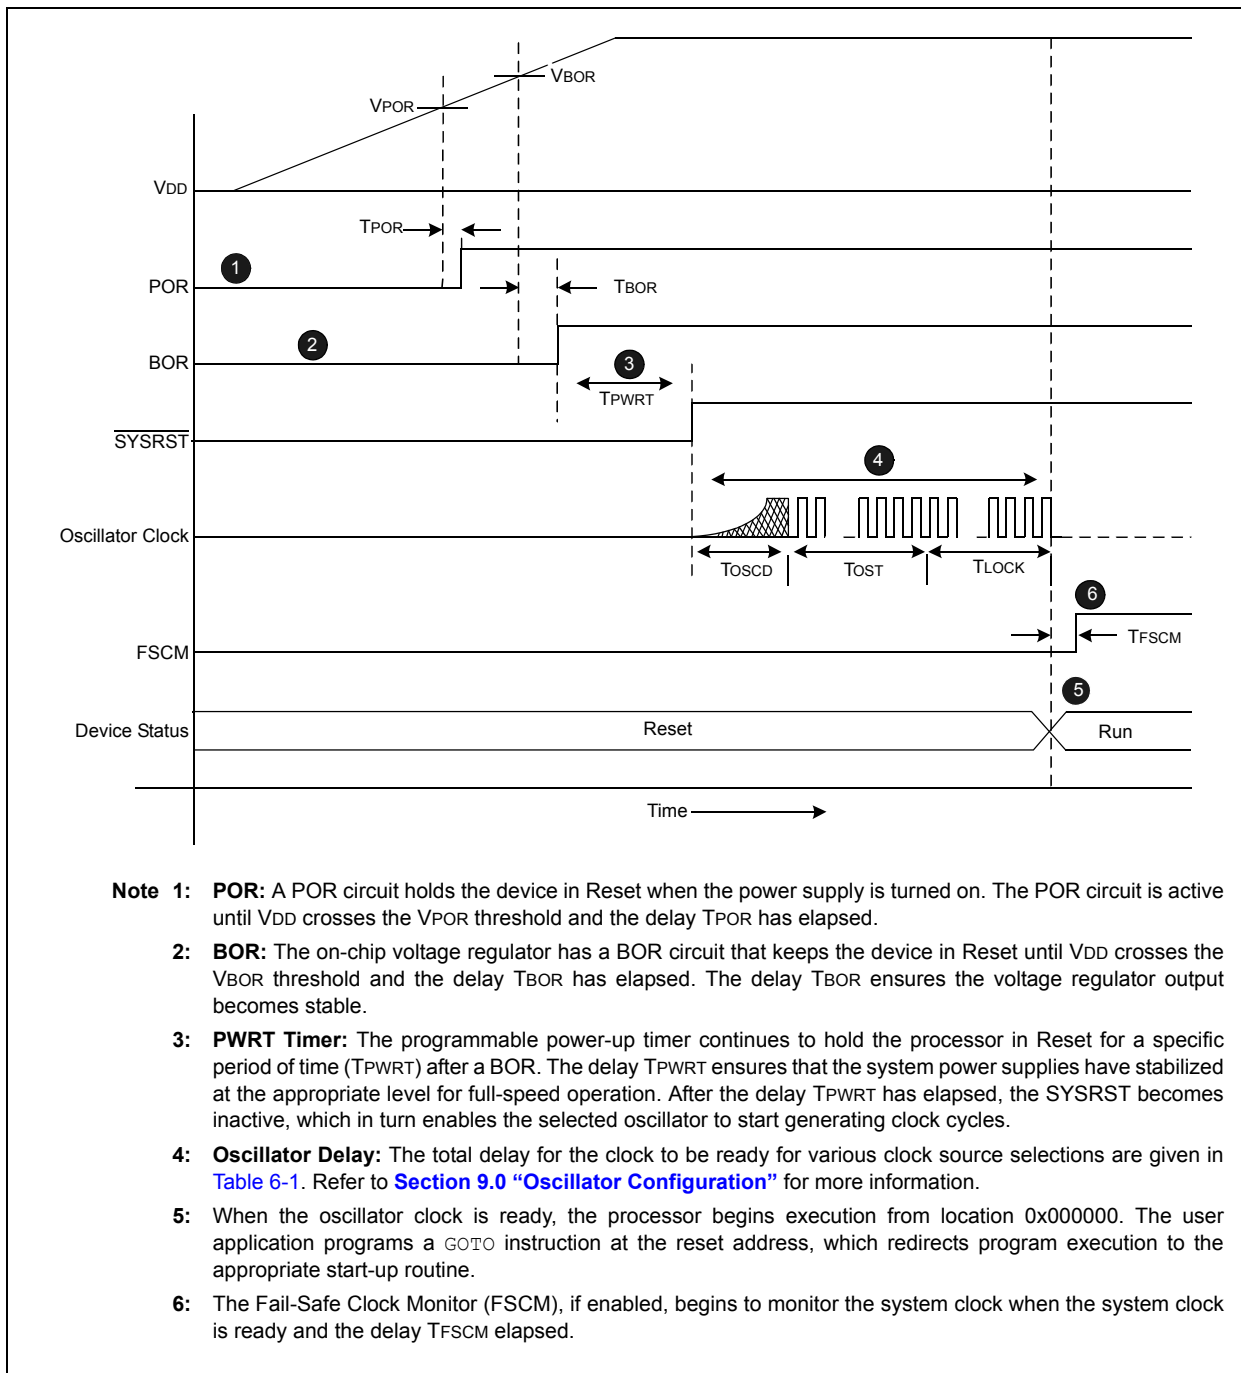 VBOR
VPOR
VDD
TPOR
1
POR
TBOR
2
BOR
3
TPWRT
SYSRST
4
Oscillator Clock
TOSCD TOST TLOCK
6
TFSCM
FSCM
5
Device Status Reset Run
Time
Note 1: POR: A POR circuit holds the device in Reset when the power supply is turned on. The POR circuit is active
until VDD crosses the VPOR threshold and the delay TPOR has elapsed.
2: BOR: The on-chip voltage regulator has a BOR circuit that keeps the device in Reset until VDD crosses the
VBOR threshold and the delay TBOR has elapsed. The delay TBOR ensures the voltage regulator output
becomes stable.
3: PWRT Timer: The programmable power-up timer continues to hold the processor in Reset for a specific
period of time (TPWRT) after a BOR. The delay TPWRT ensures that the system power supplies have stabilized
at the appropriate level for full-speed operation. After the delay TPWRT has elapsed, the SYSRST becomes
inactive, which in turn enables the selected oscillator to start generating clock cycles.
4: Oscillator Delay: The total delay for the clock to be ready for various clock source selections are given in
Table 6-1. Refer to Section 9.0 “Oscillator Configuration” for more information.
5: When the oscillator clock is ready, the processor begins execution from location 0x000000. The user
application programs a GOTO instruction at the reset address, which redirects program execution to the
appropriate start-up routine.
6: The Fail-Safe Clock Monitor (FSCM), if enabled, begins to monitor the system clock when the system clock
is ready and the delay TFSCM elapsed.